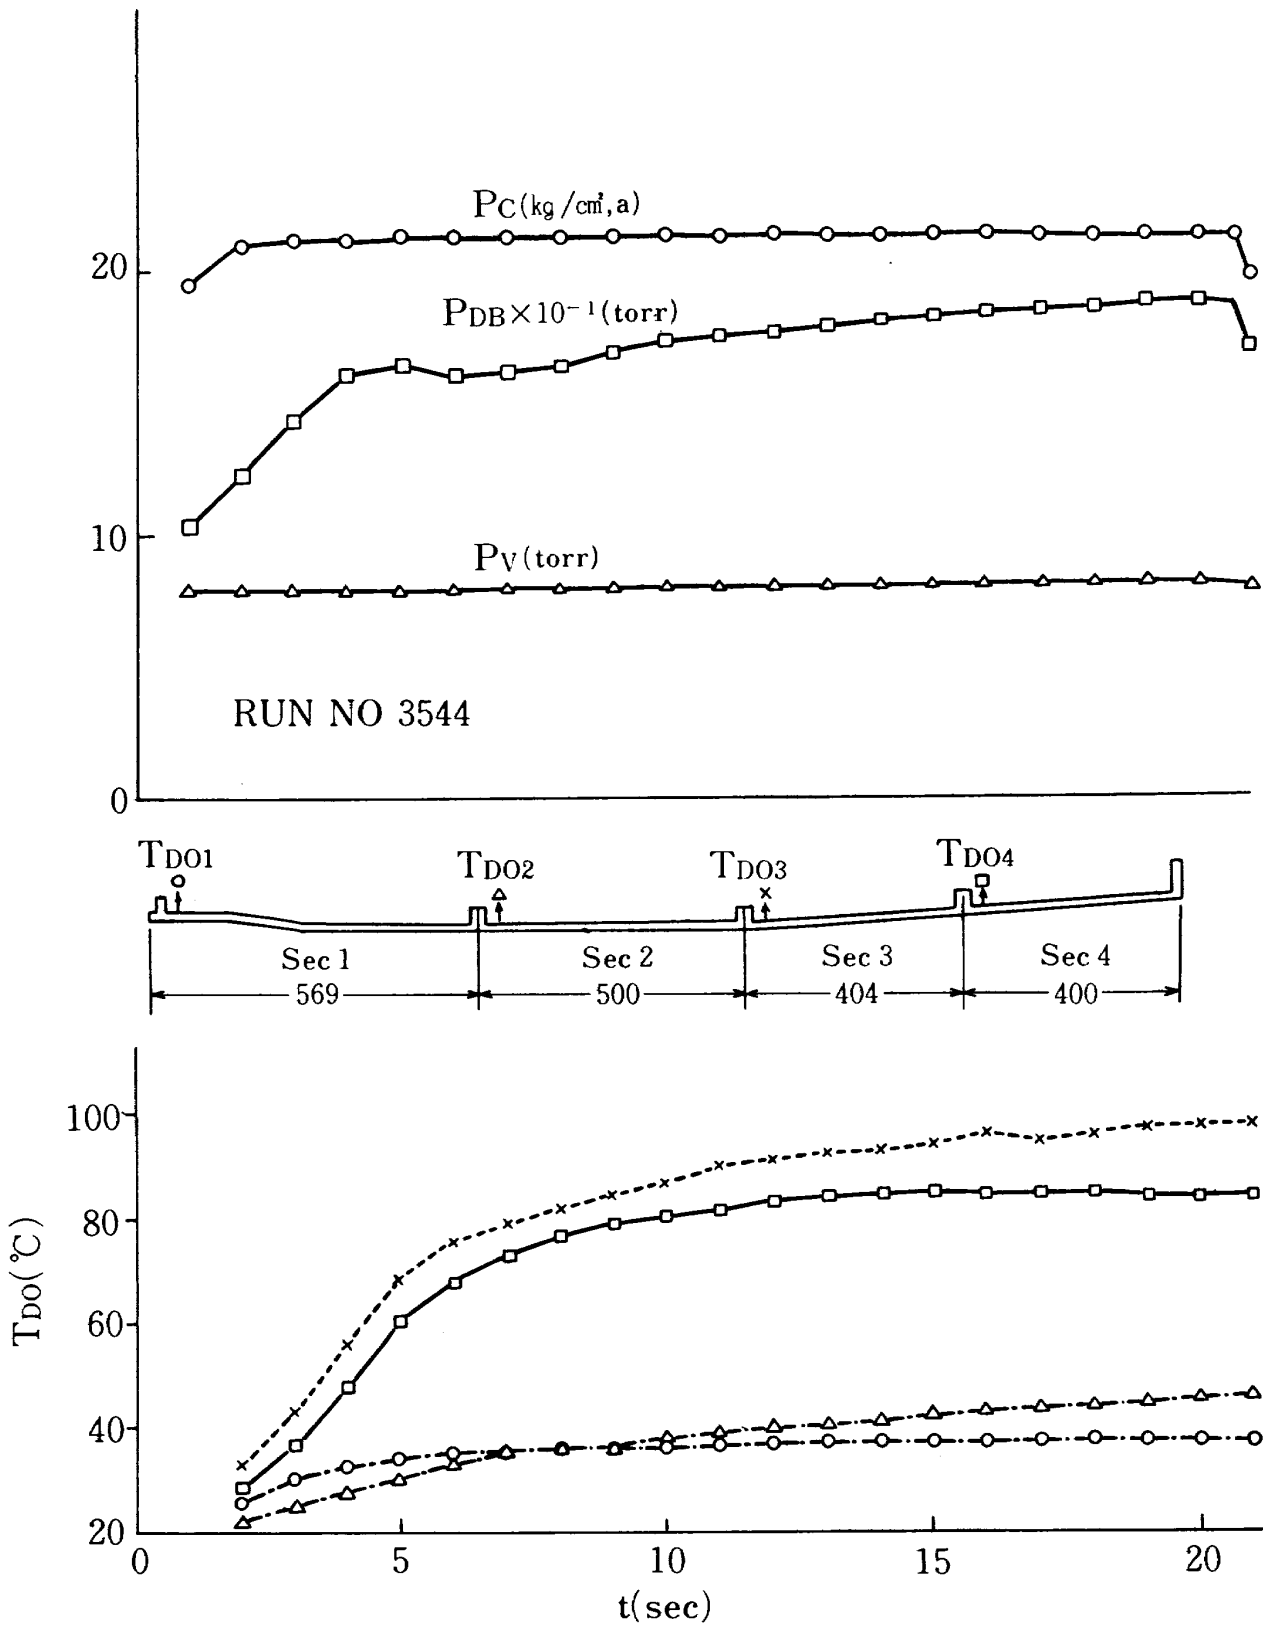 Pc(kg/cm²,a)
20
PDB×10⁻¹(torr)
10
Pv(torr)
RUN NO 3544
0
TDO1 TDO2 TDO3 TDO4
Sec 1 Sec 2 Sec 3 Sec 4
569 500 404 400
100
80
60
40
20
TDO(℃)
0 5 10 15 20
t(sec)